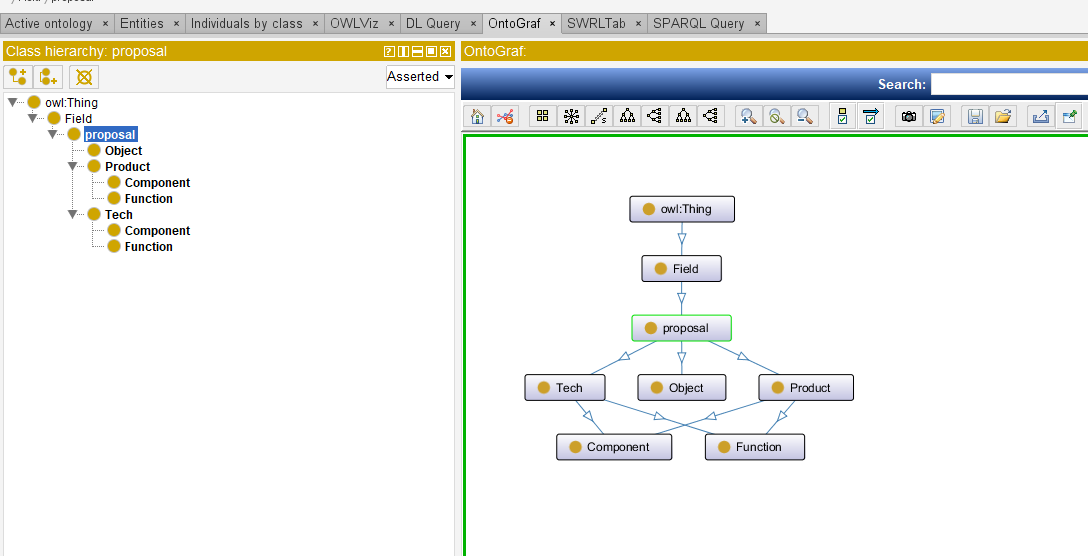 Active ontology × Entities × Individuals by class × OWLViz × DL Query × OntoGraf × SWRLTab × SPARQL Query ×
Class hierarchy: proposal
OntoGraf:
Asserted
Search:
owl:Thing
Field
proposal
Object
Product
Component
Function
Tech
Component
Function
owl:Thing
Field
proposal
Tech
Object
Product
Component
Function